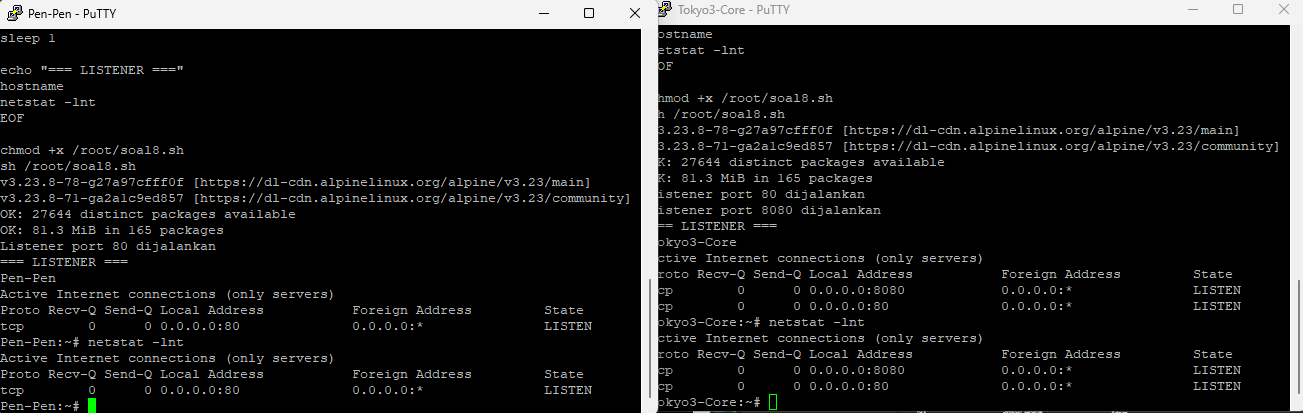 Pen-Pen - PuTTY
sleep 1
echo "=== LISTENER ==="
hostname
netstat -lnt
EOF
chmod +x /root/soal8.sh
sh /root/soal8.sh
v3.23.8-78-g27a97cfff0f [https://dl-cdn.alpinelinux.org/alpine/v3.23/main]
v3.23.8-71-ga2a1c9ed857 [https://dl-cdn.alpinelinux.org/alpine/v3.23/community]
OK: 27644 distinct packages available
OK: 81.3 MiB in 165 packages
Listener port 80 dijalankan
=== LISTENER ===
Pen-Pen
Active Internet connections (only servers)
Proto Recv-Q Send-Q Local Address Foreign Address State
tcp 0 0 0.0.0.0:80 0.0.0.0:* LISTEN
Pen-Pen:~# netstat -lnt
Active Internet connections (only servers)
Proto Recv-Q Send-Q Local Address Foreign Address State
tcp 0 0 0.0.0.0:80 0.0.0.0:* LISTEN
Pen-Pen:~#
Tokyo3-Core - PuTTY
ostname
etstat -lnt
OF
hmod +x /root/soal8.sh
h /root/soal8.sh
3.23.8-78-g27a97cfff0f [https://dl-cdn.alpinelinux.org/alpine/v3.23/main]
3.23.8-71-ga2a1c9ed857 [https://dl-cdn.alpinelinux.org/alpine/v3.23/community]
K: 27644 distinct packages available
K: 81.3 MiB in 165 packages
istener port 80 dijalankan
istener port 8080 dijalankan
== LISTENER ===
okyo3-Core
ctive Internet connections (only servers)
roto Recv-Q Send-Q Local Address Foreign Address State
cp 0 0 0.0.0.0:8080 0.0.0.0:* LISTEN
cp 0 0 0.0.0.0:80 0.0.0.0:* LISTEN
okyo3-Core:~# netstat -lnt
ctive Internet connections (only servers)
roto Recv-Q Send-Q Local Address Foreign Address State
cp 0 0 0.0.0.0:8080 0.0.0.0:* LISTEN
cp 0 0 0.0.0.0:80 0.0.0.0:* LISTEN
okyo3-Core:~#